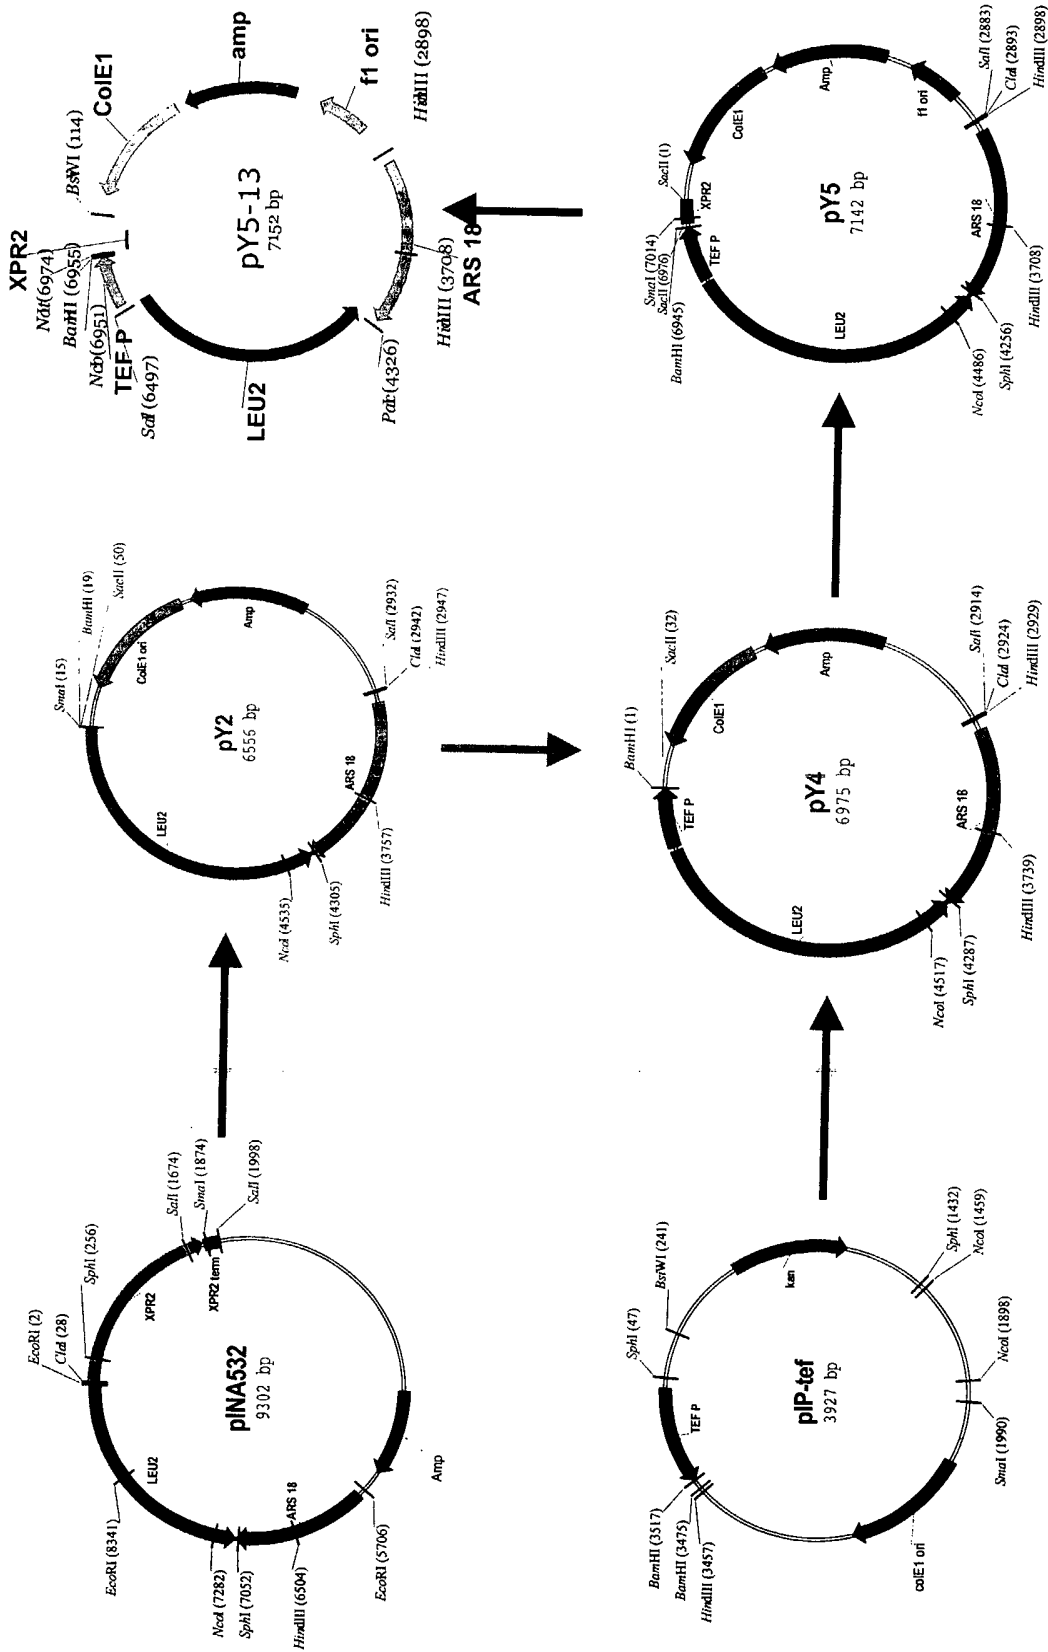 EcoRI (2)
ClaI (28)
SphI (256)
XPR2
SalI (1674)
SmaI (1874)
XPR2 term
SalI (1998)
pINA532
9302 bp
LEU2
EcoRI (8341)
NcoI (7282)
SphI (7052)
HindIII (6504)
ARS 18
EcoRI (5706)
Amp
SmaI (15)
BamHI (19)
SacII (50)
ColE1 ori
Amp
pY2
6556 bp
LEU2
SalI (2932)
ClaI (2942)
HindIII (2947)
ARS 18
HindIII (3757)
SphI (4305)
NcoI (4535)
XPR2
NdeI (6974)
BamHI (6955)
NcoI (6951)
TEF P
SalI (6497)
BsiWI (114)
ColE1
amp
f1 ori
HindIII (2898)
pY5-13
7152 bp
LEU2
PacI (4326)
HindIII (3708)
ARS 18
SphI (47)
BsiWI (241)
TEF P
kan
pIP-tef
3927 bp
BamHI (3517)
BamHI (3475)
HindIII (3457)
SphI (1432)
NcoI (1459)
NcoI (1898)
SmaI (1990)
colE1 ori
BamHI (1)
SacII (32)
TEF P
ColE1
Amp
pY4
6975 bp
LEU2
SalI (2914)
ClaI (2924)
HindIII (2929)
ARS 18
HindIII (3739)
SphI (4287)
NcoI (4517)
SmaI (7014)
SacII (6976)
BamHI (6945)
SacII (1)
XPR2
TEF P
ColE1
Amp
f1 ori
pY5
7142 bp
LEU2
SalI (2883)
ClaI (2893)
HindIII (2898)
ARS 18
HindIII (3708)
SphI (4256)
NcoI (4486)